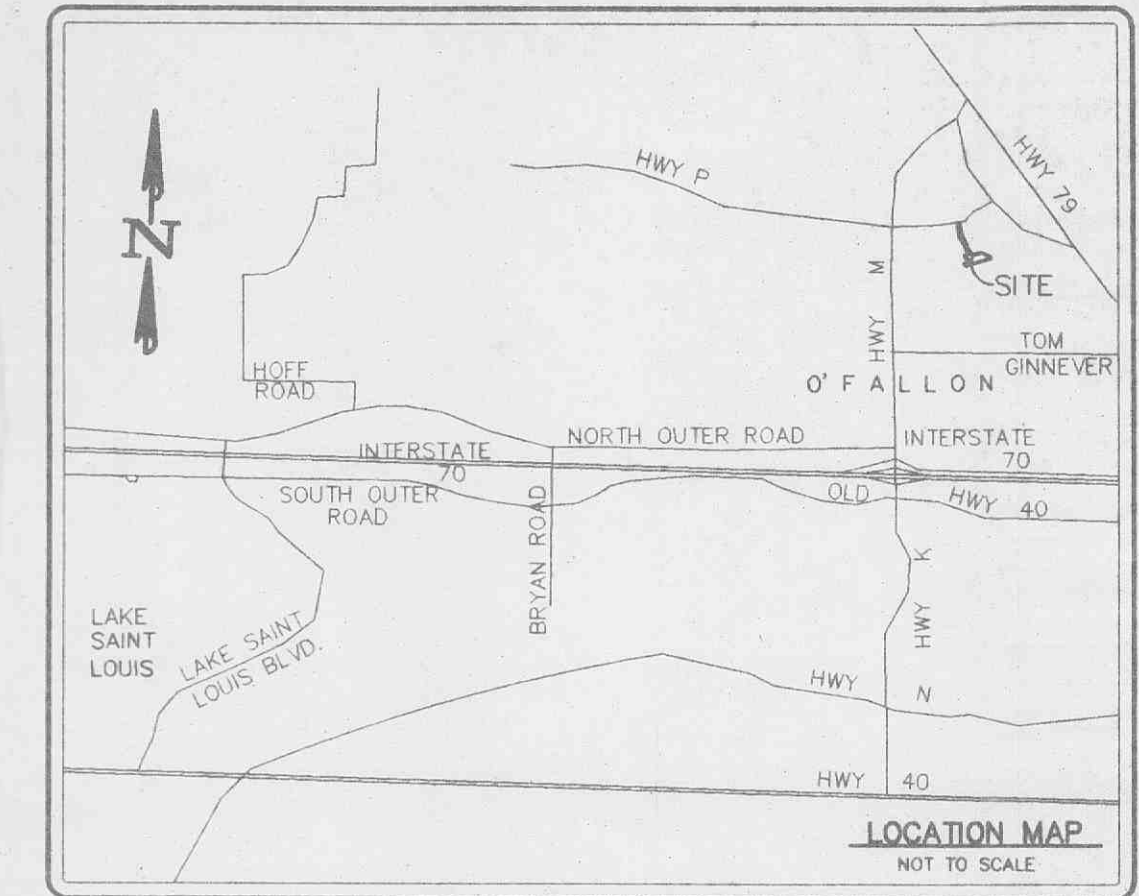 HWY P
HWY 79
N
HWY M
SITE
TOM
GINNEVER
HOFF
ROAD
O'FALLON
NORTH OUTER ROAD
INTERSTATE
70
INTERSTATE
70
SOUTH OUTER
ROAD
OLD HWY 40
BRYAN ROAD
HWY K
LAKE
SAINT
LOUIS
LAKE SAINT
LOUIS BLVD.
HWY N
HWY 40
LOCATION MAP
NOT TO SCALE